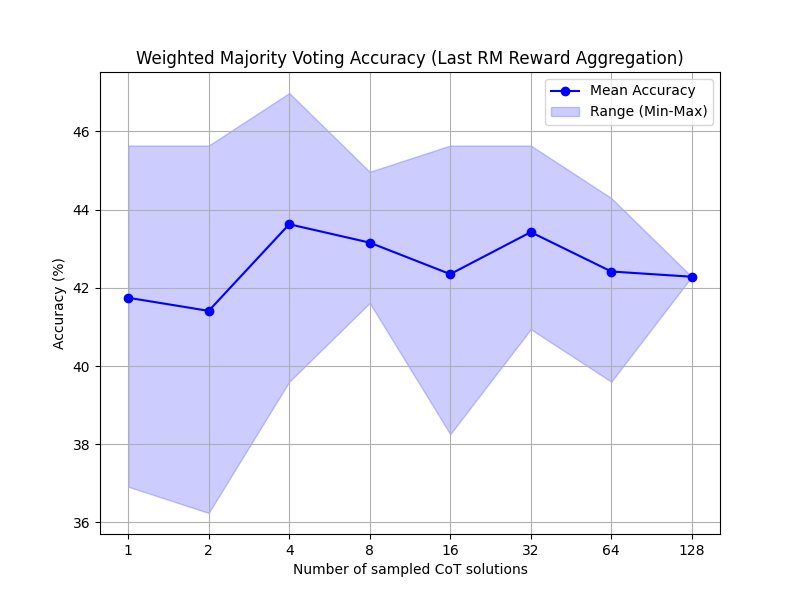 Weighted Majority Voting Accuracy (Last RM Reward Aggregation)
Mean Accuracy
Range (Min-Max)
Accuracy (%)
46
44
42
40
38
36
1 2 4 8 16 32 64 128
Number of sampled CoT solutions